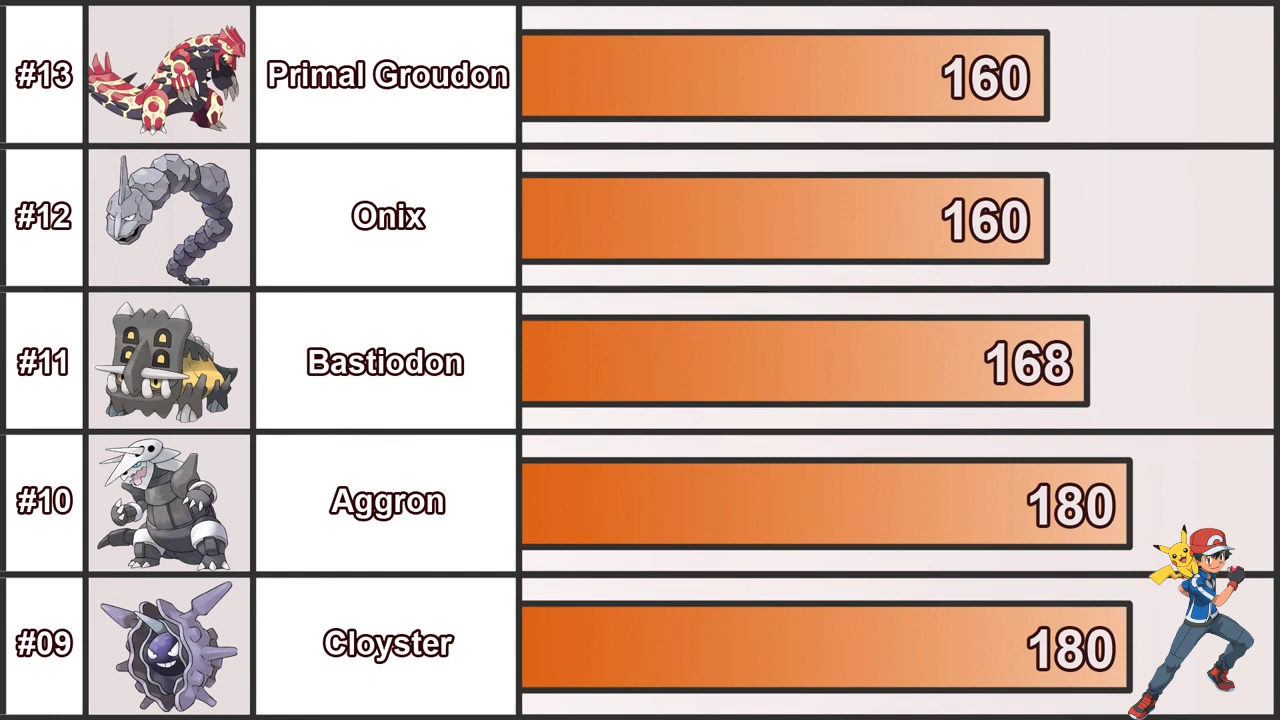 #13 Primal Groudon 160
#12 Onix 160
#11 Bastiodon 168
#10 Aggron 180
#09 Cloyster 180